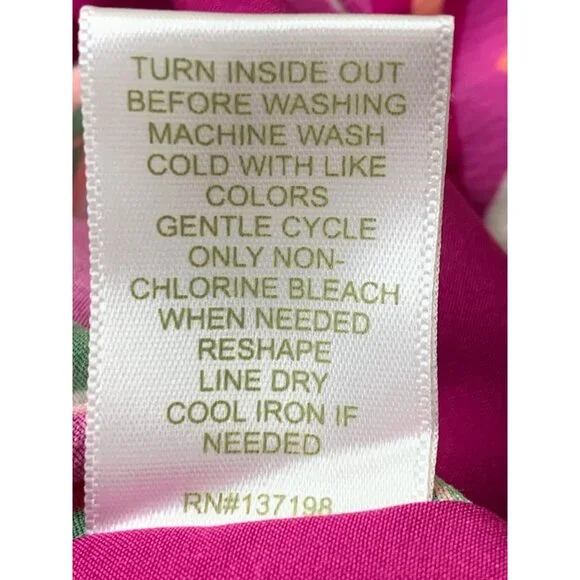 TURN INSIDE OUT
BEFORE WASHING
MACHINE WASH
COLD WITH LIKE
COLORS
GENTLE CYCLE
ONLY NON-
CHLORINE BLEACH
WHEN NEEDED
RESHAPE
LINE DRY
COOL IRON IF
NEEDED
RN#137198